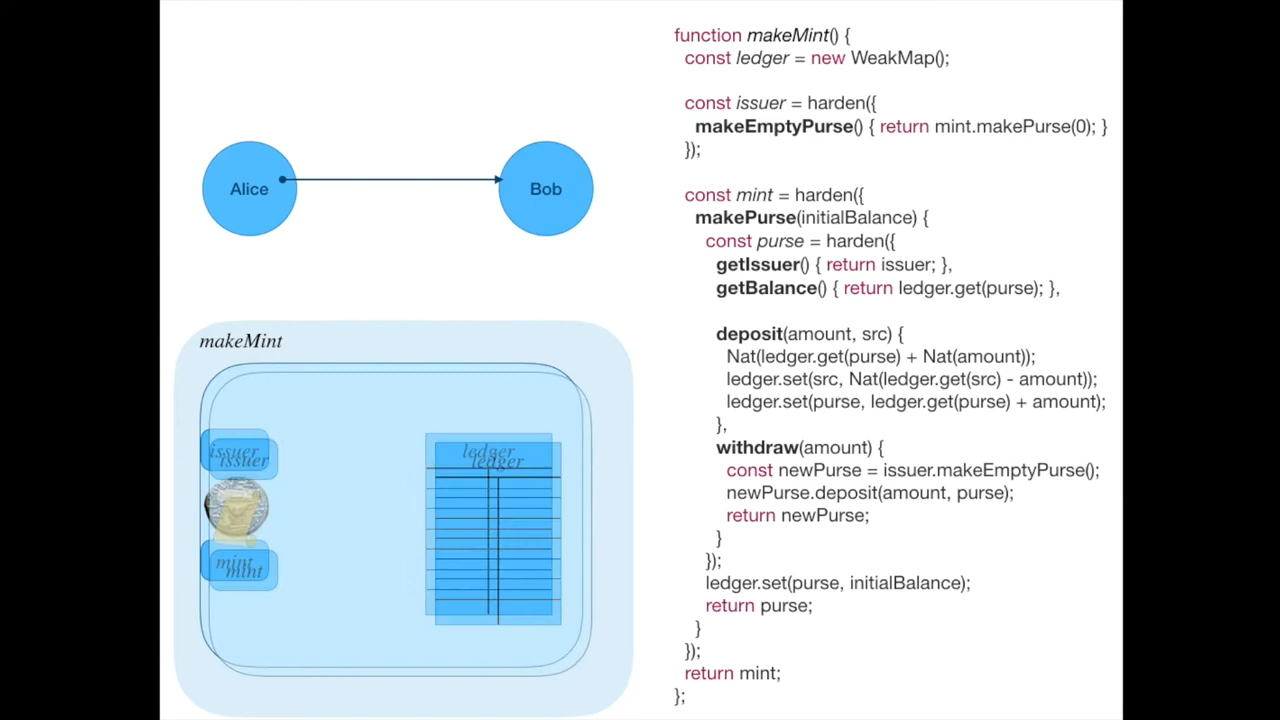 Alice
Bob
makeMint
issuer
issuer
mint
mint
ledger
ledger
function makeMint() {
const ledger = new WeakMap();
const issuer = harden({
makeEmptyPurse() { return mint.makePurse(0); }
});
const mint = harden({
makePurse(initialBalance) {
const purse = harden({
getIssuer() { return issuer; },
getBalance() { return ledger.get(purse); },
deposit(amount, src) {
Nat(ledger.get(purse) + Nat(amount));
ledger.set(src, Nat(ledger.get(src) - amount));
ledger.set(purse, ledger.get(purse) + amount);
},
withdraw(amount) {
const newPurse = issuer.makeEmptyPurse();
newPurse.deposit(amount, purse);
return newPurse;
}
});
ledger.set(purse, initialBalance);
return purse;
}
});
return mint;
};